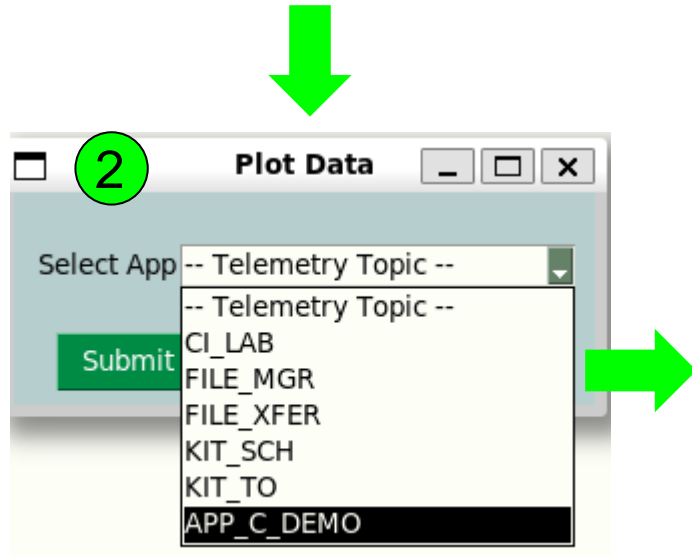 2 Plot Data
Select App -- Telemetry Topic --
-- Telemetry Topic --
CI_LAB
Submit
FILE_MGR
FILE_XFER
KIT_SCH
KIT_TO
APP_C_DEMO